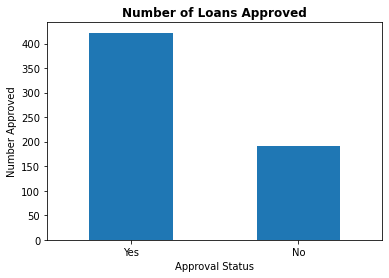 Number of Loans Approved
Number Approved
400
350
300
250
200
150
100
50
0
Yes No
Approval Status